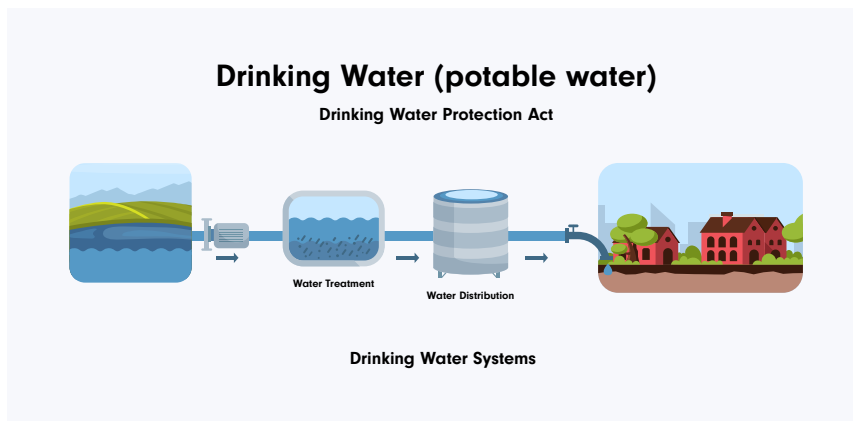 Drinking Water (potable water)
Drinking Water Protection Act
Water Treatment
Water Distribution
Drinking Water Systems